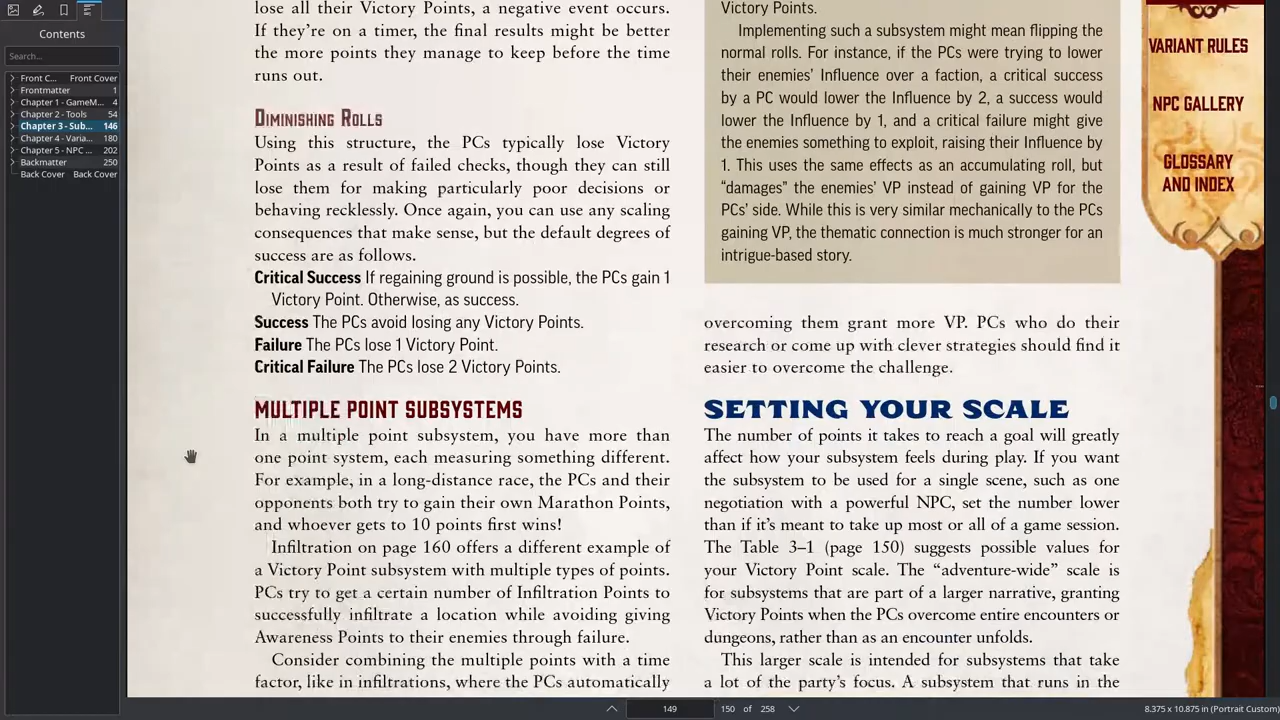 Contents
Search...
Front C... Front Cover
Frontmatter 1
Chapter 1 - GameM... 4
Chapter 2 - Tools 54
Chapter 3 - Sub... 146
Chapter 4 - Varia... 180
Chapter 5 - NPC ... 202
Backmatter 250
Back Cover Back Cover
lose all their Victory Points, a negative event occurs.
If they're on a timer, the final results might be better
the more points they manage to keep before the time
runs out.
Diminishing Rolls
Using this structure, the PCs typically lose Victory
Points as a result of failed checks, though they can still
lose them for making particularly poor decisions or
behaving recklessly. Once again, you can use any scaling
consequences that make sense, but the default degrees of
success are as follows.
Critical Success If regaining ground is possible, the PCs gain 1
Victory Point. Otherwise, as success.
Success The PCs avoid losing any Victory Points.
Failure The PCs lose 1 Victory Point.
Critical Failure The PCs lose 2 Victory Points.
MULTIPLE POINT SUBSYSTEMS
In a multiple point subsystem, you have more than
one point system, each measuring something different.
For example, in a long-distance race, the PCs and their
opponents both try to gain their own Marathon Points,
and whoever gets to 10 points first wins!
Infiltration on page 160 offers a different example of
a Victory Point subsystem with multiple types of points.
PCs try to get a certain number of Infiltration Points to
successfully infiltrate a location while avoiding giving
Awareness Points to their enemies through failure.
Consider combining the multiple points with a time
factor, like in infiltrations, where the PCs automatically
Victory Points.
Implementing such a subsystem might mean flipping the
normal rolls. For instance, if the PCs were trying to lower
their enemies' Influence over a faction, a critical success
by a PC would lower the Influence by 2, a success would
lower the Influence by 1, and a critical failure might give
the enemies something to exploit, raising their Influence by
1. This uses the same effects as an accumulating roll, but
“damages” the enemies' VP instead of gaining VP for the
PCs' side. While this is very similar mechanically to the PCs
gaining VP, the thematic connection is much stronger for an
intrigue-based story.
overcoming them grant more VP. PCs who do their
research or come up with clever strategies should find it
easier to overcome the challenge.
SETTING YOUR SCALE
The number of points it takes to reach a goal will greatly
affect how your subsystem feels during play. If you want
the subsystem to be used for a single scene, such as one
negotiation with a powerful NPC, set the number lower
than if it's meant to take up most or all of a game session.
The Table 3–1 (page 150) suggests possible values for
your Victory Point scale. The “adventure-wide” scale is
for subsystems that are part of a larger narrative, granting
Victory Points when the PCs overcome entire encounters or
dungeons, rather than as an encounter unfolds.
This larger scale is intended for subsystems that take
a lot of the party's focus. A subsystem that runs in the
VARIANT RULES
NPC GALLERY
GLOSSARY
AND INDEX
149 150 of 258
8.375 x 10.875 in (Portrait Custom)